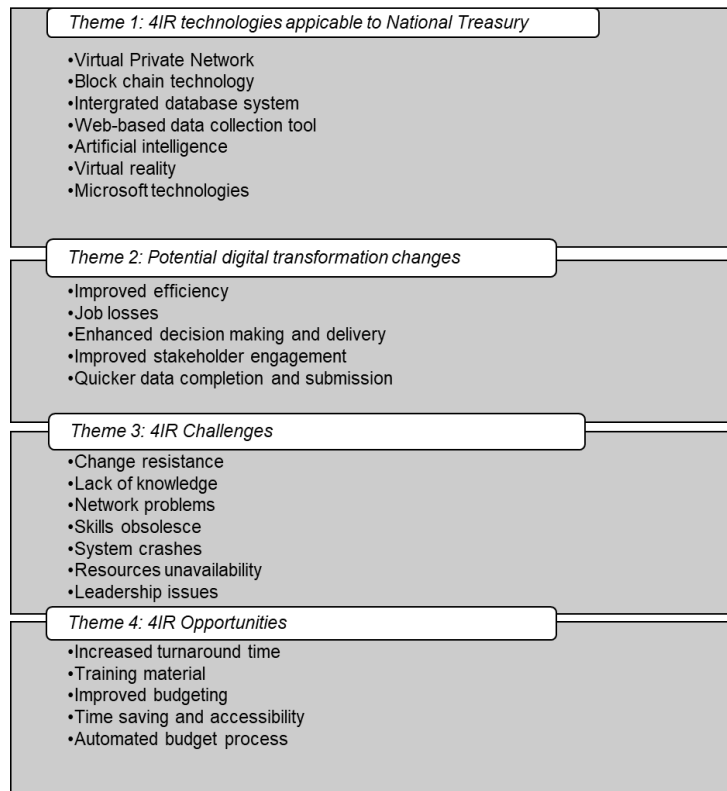 Theme 1: 4IR technologies appicable to National Treasury
•Virtual Private Network
•Block chain technology
•Intergrated database system
•Web-based data collection tool
•Artificial intelligence
•Virtual reality
•Microsoft technologies
Theme 2: Potential digital transformation changes
•Improved efficiency
•Job losses
•Enhanced decision making and delivery
•Improved stakeholder engagement
•Quicker data completion and submission
Theme 3: 4IR Challenges
•Change resistance
•Lack of knowledge
•Network problems
•Skills obsolesce
•System crashes
•Resources unavailability
•Leadership issues
Theme 4: 4IR Opportunities
•Increased turnaround time
•Training material
•Improved budgeting
•Time saving and accessibility
•Automated budget process